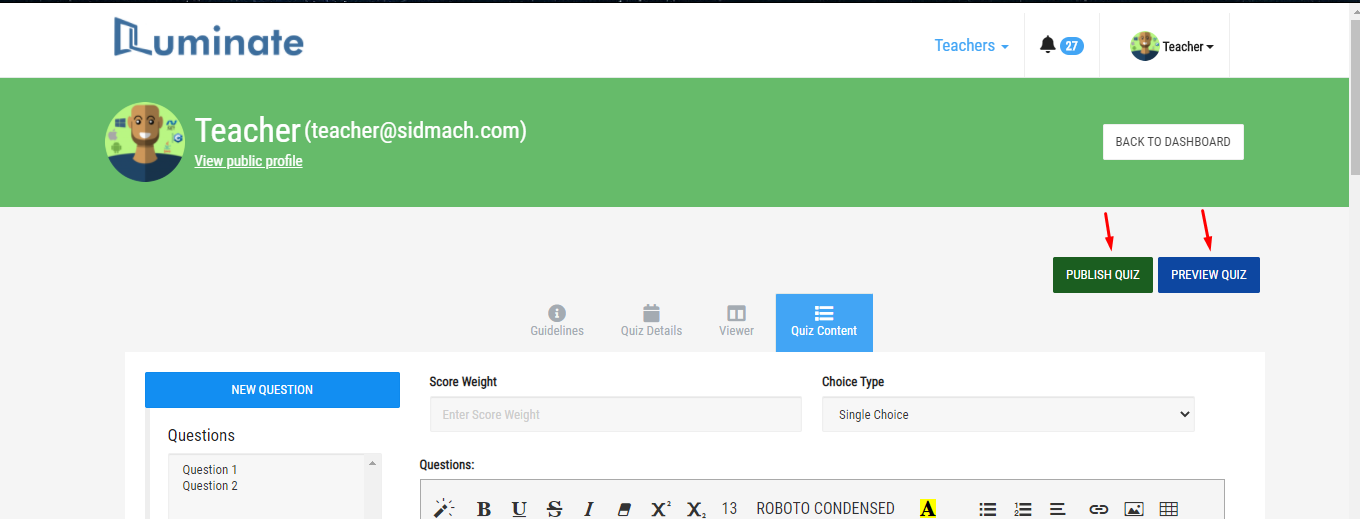 Luminate
Teachers
27
Teacher
Teacher (teacher@sidmach.com)
View public profile
BACK TO DASHBOARD
PUBLISH QUIZ
PREVIEW QUIZ
Guidelines
Quiz Details
Viewer
Quiz Content
NEW QUESTION
Questions
Question 1
Question 2
Score Weight
Enter Score Weight
Choice Type
Single Choice
Questions:
B U S I X² X₂ 13 ROBOTO CONDENSED A